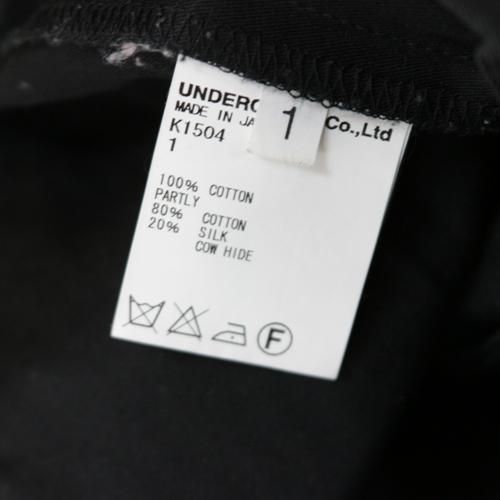 UNDERC Co.,Ltd
MADE IN JA
K1504
1
1
100% COTTON
PARTLY
80% COTTON
20% SILK
COW HIDE
F